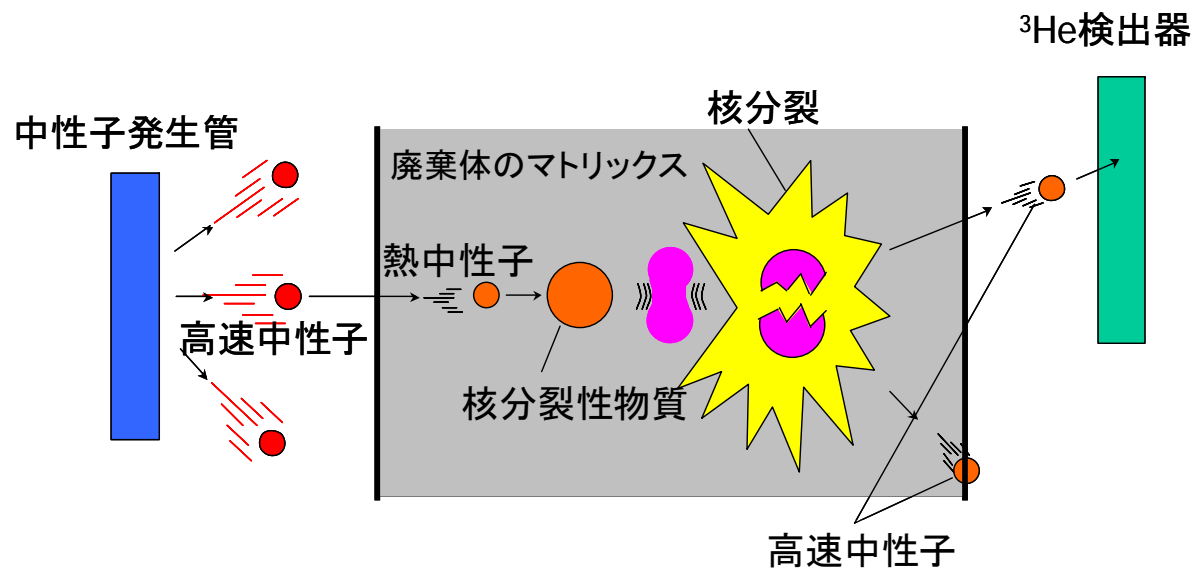 ³He検出器
中性子発生管
核分裂
廃棄体のマトリックス
熱中性子
高速中性子
核分裂性物質
高速中性子